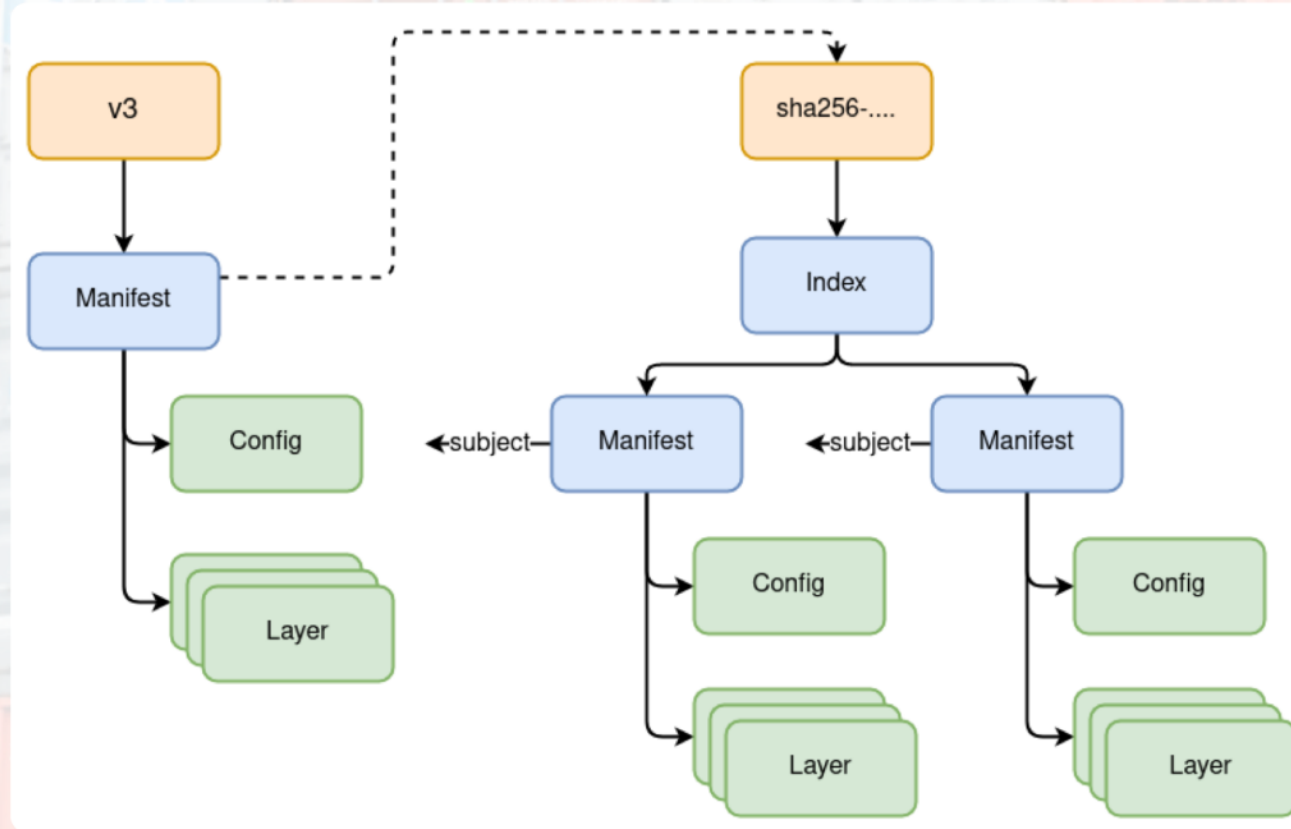 v3
sha256-....
Manifest
Index
Config
subject
Manifest
subject
Manifest
Layer
Config
Config
Layer
Layer